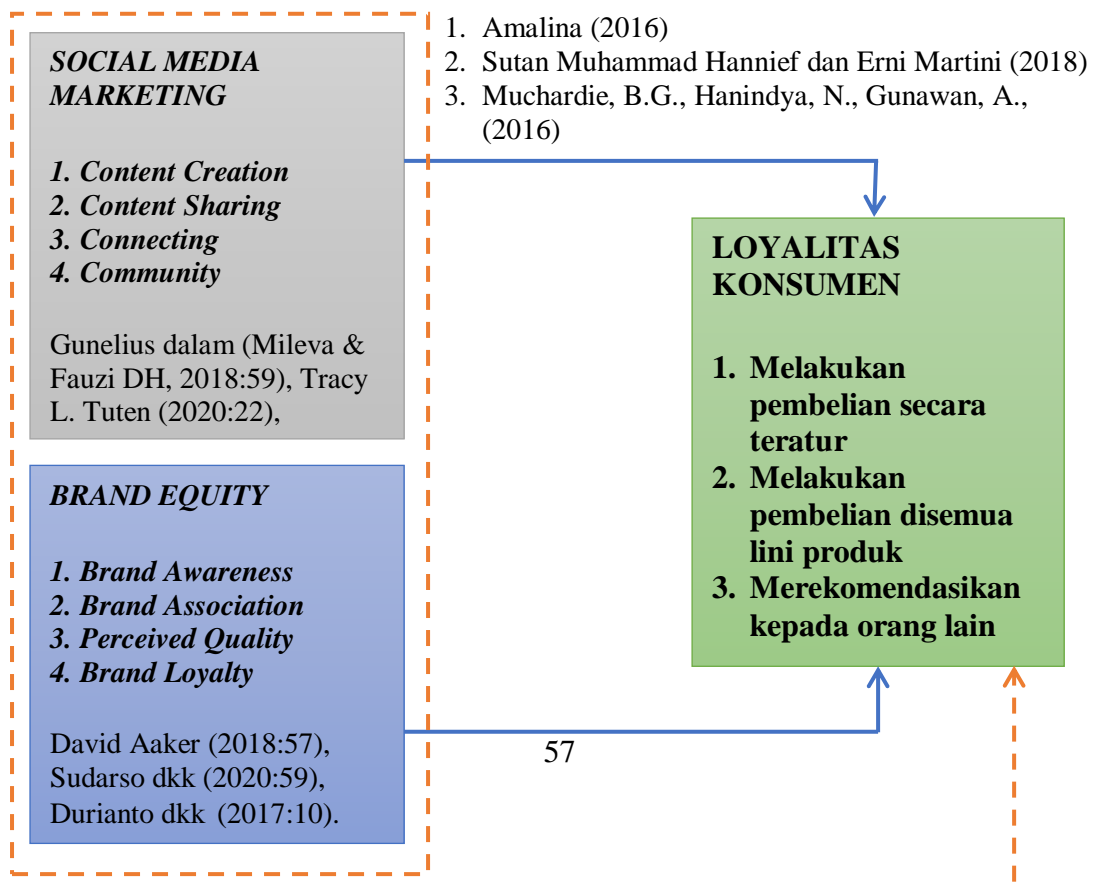 SOCIAL MEDIA
MARKETING
1. Content Creation
2. Content Sharing
3. Connecting
4. Community
Gunelius dalam (Mileva &
Fauzi DH, 2018:59), Tracy
L. Tuten (2020:22),
1. Amalina (2016)
2. Sutan Muhammad Hannief dan Erni Martini (2018)
3. Muchardie, B.G., Hanindya, N., Gunawan, A.,
(2016)
BRAND EQUITY
1. Brand Awareness
2. Brand Association
3. Perceived Quality
4. Brand Loyalty
David Aaker (2018:57),
Sudarso dkk (2020:59),
Durianto dkk (2017:10).
LOYALITAS
KONSUMEN
1. Melakukan
pembelian secara
teratur
2. Melakukan
pembelian disemua
lini produk
3. Merekomendasikan
kepada orang lain
57